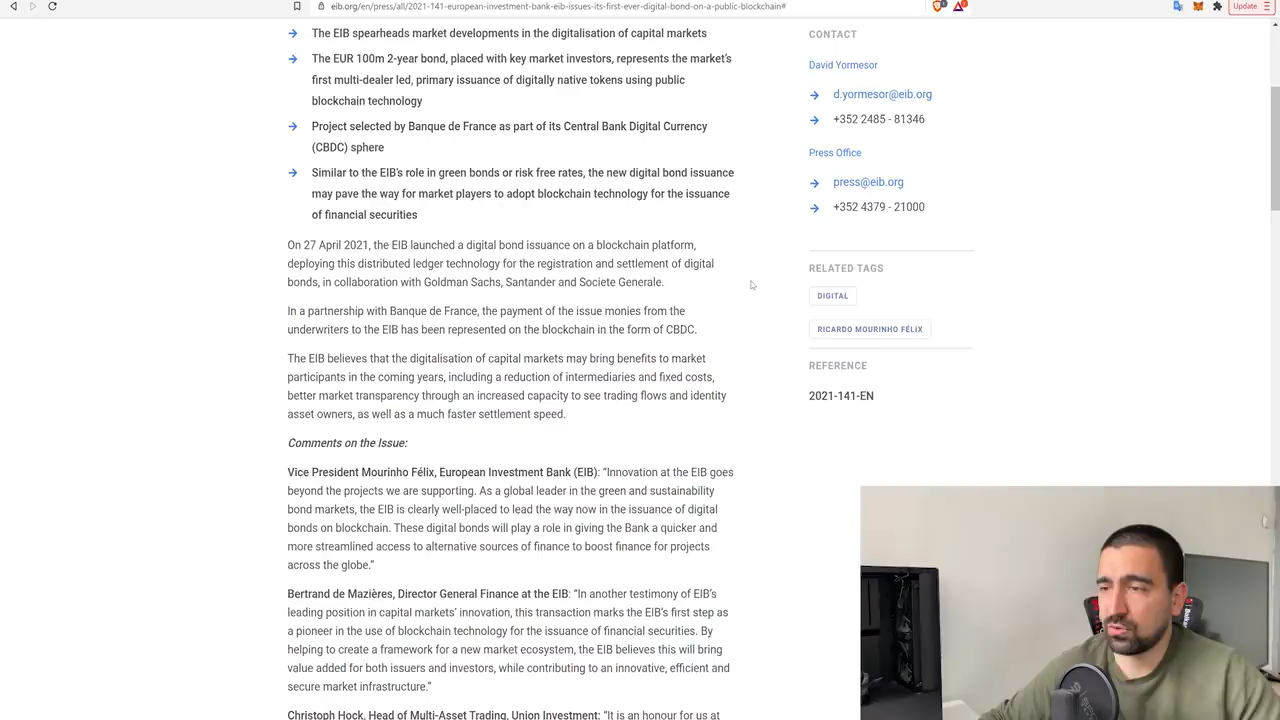 eib.org/en/press/all/2021-141-european-investment-bank-eib-issues-its-first-ever-digital-bond-on-a-public-blockchain#
Update
The EIB spearheads market developments in the digitalisation of capital markets
The EUR 100m 2-year bond, placed with key market investors, represents the market's
first multi-dealer led, primary issuance of digitally native tokens using public
blockchain technology
Project selected by Banque de France as part of its Central Bank Digital Currency
(CBDC) sphere
Similar to the EIB's role in green bonds or risk free rates, the new digital bond issuance
may pave the way for market players to adopt blockchain technology for the issuance
of financial securities
On 27 April 2021, the EIB launched a digital bond issuance on a blockchain platform,
deploying this distributed ledger technology for the registration and settlement of digital
bonds, in collaboration with Goldman Sachs, Santander and Societe Generale.
In a partnership with Banque de France, the payment of the issue monies from the
underwriters to the EIB has been represented on the blockchain in the form of CBDC.
The EIB believes that the digitalisation of capital markets may bring benefits to market
participants in the coming years, including a reduction of intermediaries and fixed costs,
better market transparency through an increased capacity to see trading flows and identity
asset owners, as well as a much faster settlement speed.
Comments on the Issue:
Vice President Mourinho Félix, European Investment Bank (EIB): “Innovation at the EIB goes
beyond the projects we are supporting. As a global leader in the green and sustainability
bond markets, the EIB is clearly well-placed to lead the way now in the issuance of digital
bonds on blockchain. These digital bonds will play a role in giving the Bank a quicker and
more streamlined access to alternative sources of finance to boost finance for projects
across the globe.”
Bertrand de Mazières, Director General Finance at the EIB: “In another testimony of EIB's
leading position in capital markets' innovation, this transaction marks the EIB's first step as
a pioneer in the use of blockchain technology for the issuance of financial securities. By
helping to create a framework for a new market ecosystem, the EIB believes this will bring
value added for both issuers and investors, while contributing to an innovative, efficient and
secure market infrastructure.”
Christoph Hock, Head of Multi-Asset Trading, Union Investment: “It is an honour for us at
CONTACT
David Yormesor
d.yormesor@eib.org
+352 2485 - 81346
Press Office
press@eib.org
+352 4379 - 21000
RELATED TAGS
DIGITAL
RICARDO MOURINHO FÉLIX
REFERENCE
2021-141-EN